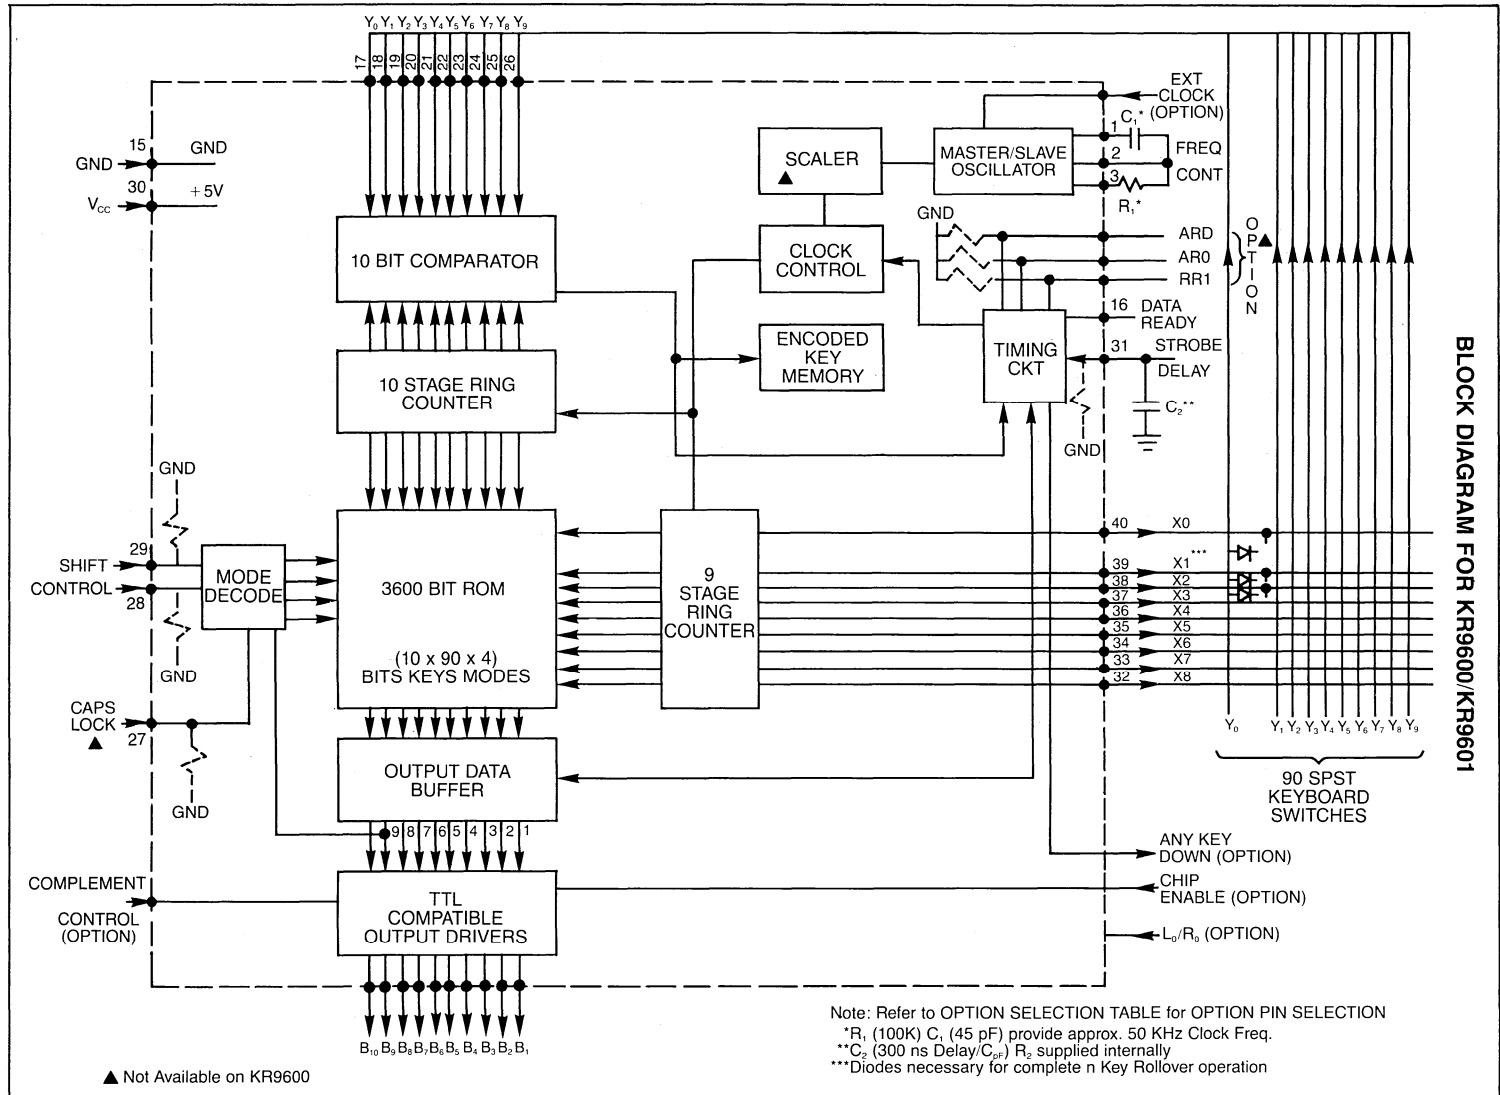 Y₀ Y₁ Y₂ Y₃ Y₄ Y₅ Y₆ Y₇ Y₈ Y₉
17 18 19 20 21 22 23 24 25 26
EXT
CLOCK
(OPTION)
C₁*
1
2
3
FREQ
CONT
R₁*
15
GND
GND
30
+5V
Vcc
SCALER
▲
MASTER/SLAVE
OSCILLATOR
10 BIT COMPARATOR
CLOCK
CONTROL
GND
ARD
AR0
RR1
OPTION
▲
16
DATA
READY
31
STROBE
DELAY
ENCODED
KEY
MEMORY
TIMING
CKT
C₂**
GND
10 STAGE RING
COUNTER
BLOCK DIAGRAM FOR KR9600/KR9601
GND
29
SHIFT
CONTROL
28
MODE
DECODE
GND
3600 BIT ROM
(10 x 90 x 4)
BITS KEYS MODES
9
STAGE
RING
COUNTER
40 X0
***
39 X1
38 X2
37 X3
36 X4
35 X5
34 X6
33 X7
32 X8
CAPS
LOCK
▲
27
GND
Y₀ Y₁ Y₂ Y₃ Y₄ Y₅ Y₆ Y₇ Y₈ Y₉
90 SPST
KEYBOARD
SWITCHES
OUTPUT DATA
BUFFER
9 8 7 6 5 4 3 2 1
ANY KEY
DOWN (OPTION)
CHIP
ENABLE (OPTION)
COMPLEMENT
CONTROL
(OPTION)
TTL
COMPATIBLE
OUTPUT DRIVERS
L₀/R₀ (OPTION)
B₁₀ B₉ B₈ B₇ B₆ B₅ B₄ B₃ B₂ B₁
Note: Refer to OPTION SELECTION TABLE for OPTION PIN SELECTION
*R₁ (100K) C₁ (45 pF) provide approx. 50 KHz Clock Freq.
**C₂ (300 ns Delay/CpF) R₂ supplied internally
***Diodes necessary for complete n Key Rollover operation
▲ Not Available on KR9600